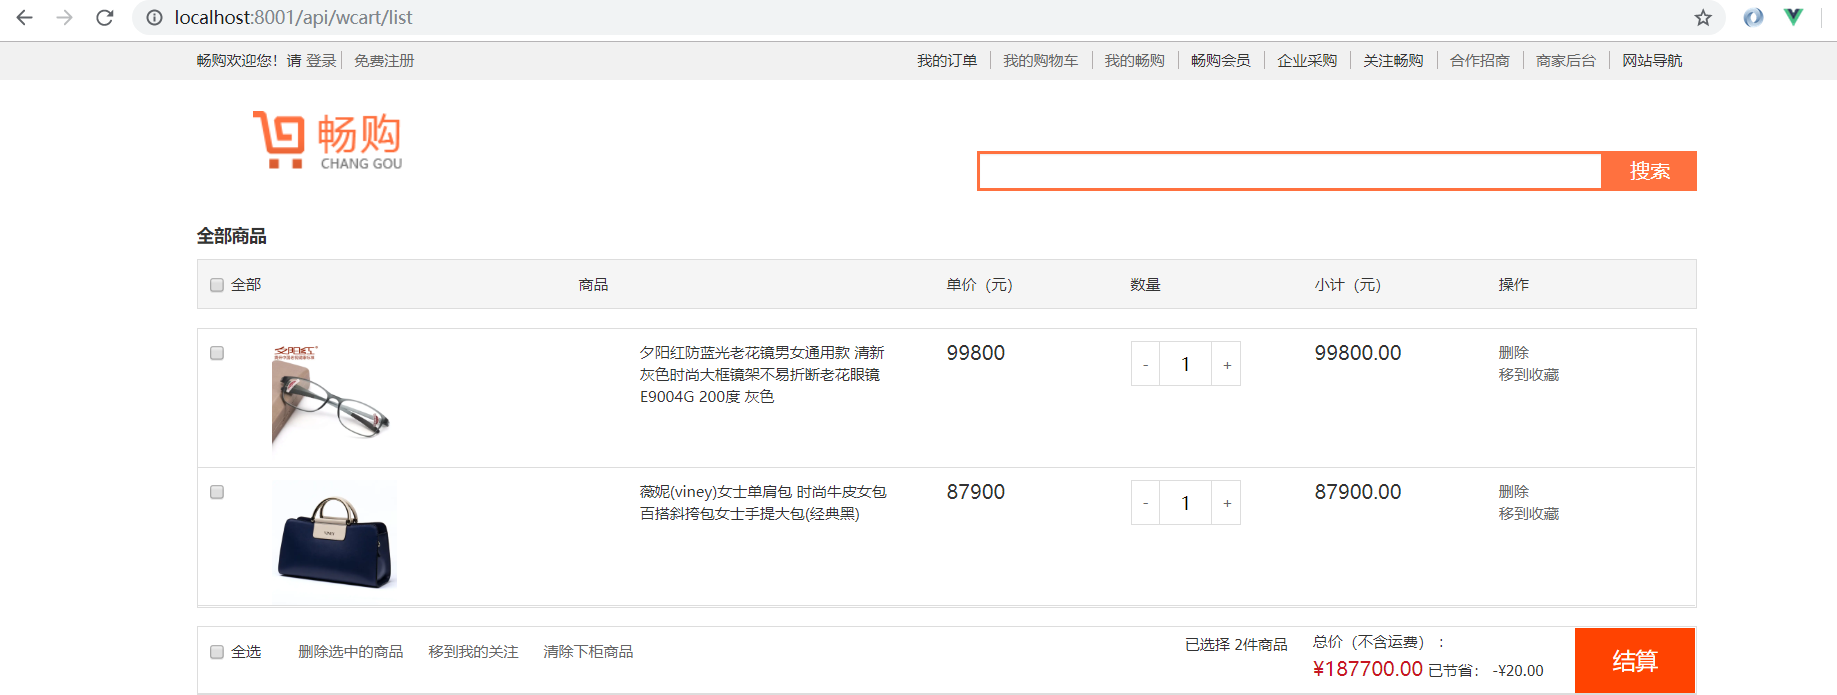 localhost:8001/api/wcart/list
畅购欢迎您！请 登录 免费注册 我的订单 我的购物车 我的畅购 畅购会员 企业采购 关注畅购 合作招商 商家后台 网站导航
畅购
CHANG GOU
搜索
全部商品
全部 商品 单价（元） 数量 小计（元） 操作
夕阳红
夕阳红防蓝光老花镜男女通用款 清新 99800 - 1 + 99800.00 删除
灰色时尚大框镜架不易折断老花眼镜 移到收藏
E9004G 200度 灰色
薇妮(viney)女士单肩包 时尚牛皮女包 87900 - 1 + 87900.00 删除
百搭斜挎包女士手提大包(经典黑) 移到收藏
全选 删除选中的商品 移到我的关注 清除下柜商品 已选择 2件商品 总价（不含运费）：
¥187700.00 已节省： -¥20.00
结算